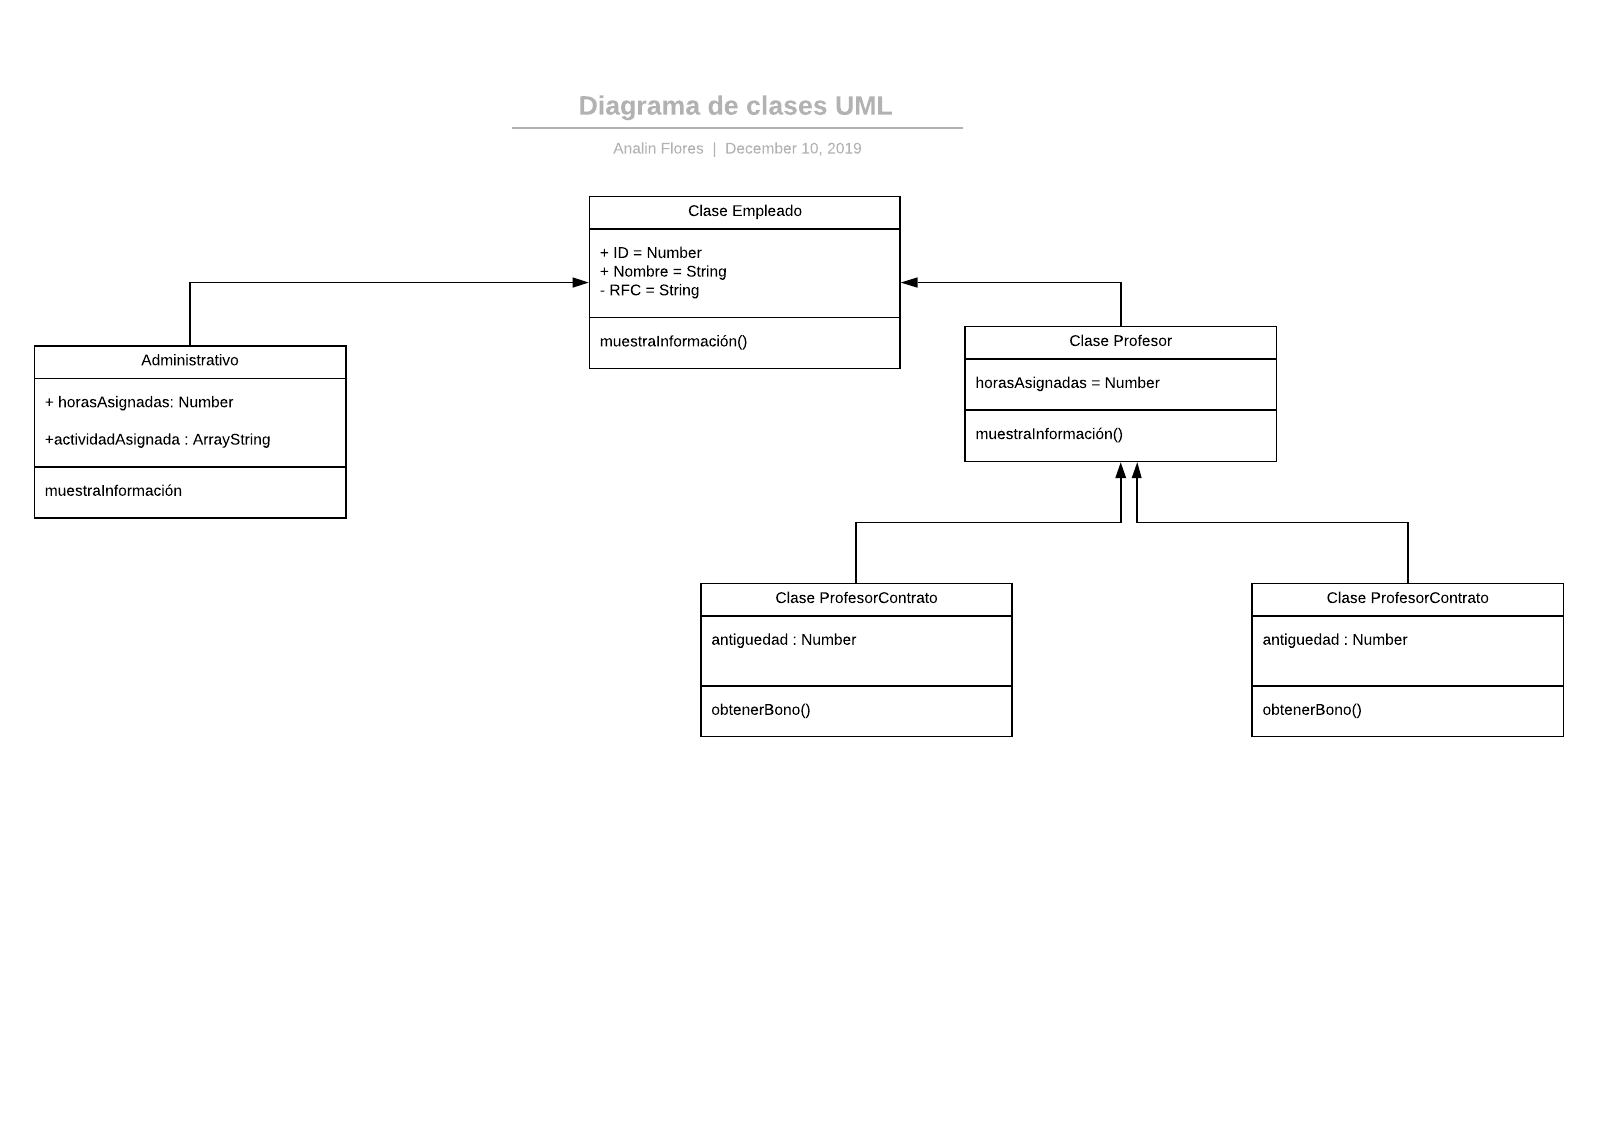 Diagrama de clases UML
Analin Flores | December 10, 2019
Clase Empleado
+ ID = Number
+ Nombre = String
- RFC = String
muestraInformación()
Administrativo
+ horasAsignadas: Number
+actividadAsignada : ArrayString
muestraInformación
Clase Profesor
horasAsignadas = Number
muestraInformación()
Clase ProfesorContrato
antiguedad : Number
obtenerBono()
Clase ProfesorContrato
antiguedad : Number
obtenerBono()